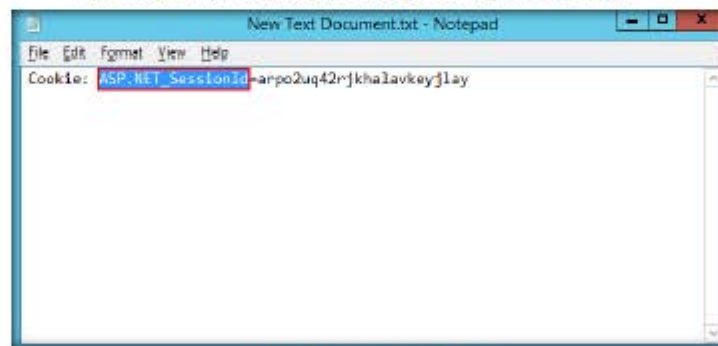 New Text Document.txt - Notepad
File Edit Format View Help
Cookie: ASP.NET_SessionId=arpo2uq42rjkhalavkeyjlay